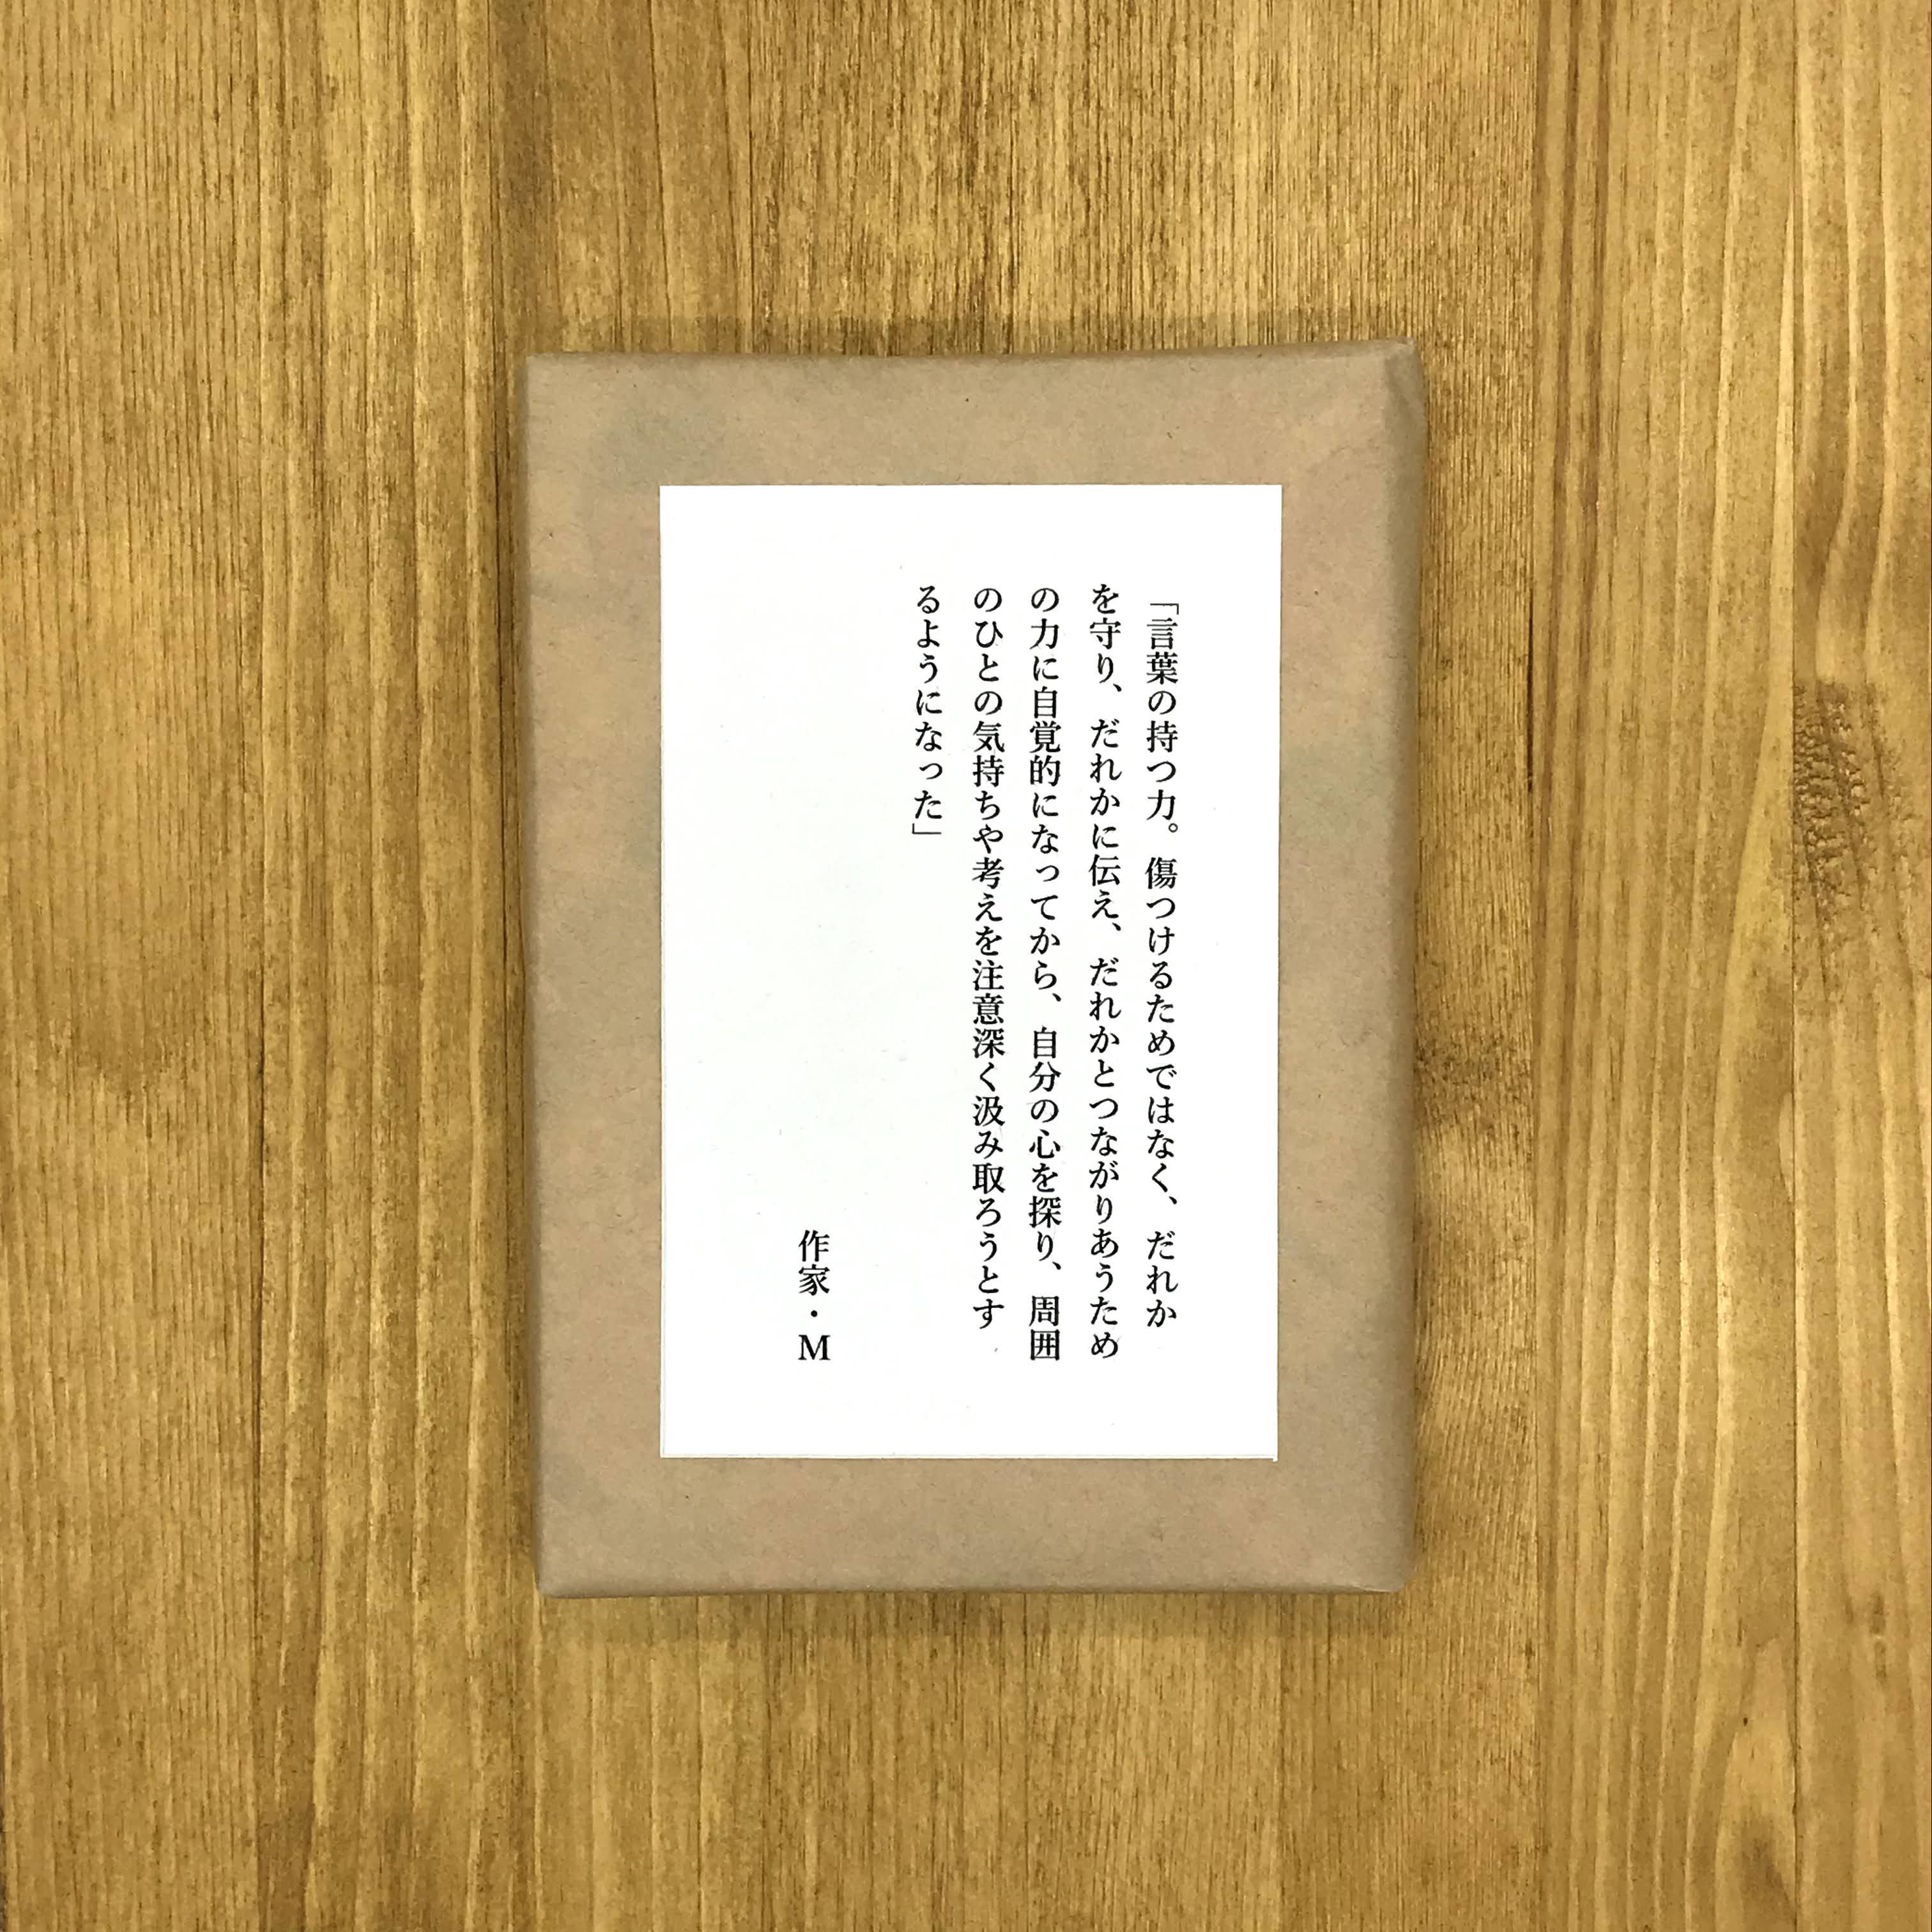 「言葉の持つ力。傷つけるためではなく、だれか
を守り、だれかに伝え、だれかとつながりあうため
の力に自覚的になってから、自分の心を探り、周囲
のひとの気持ちや考えを注意深く汲み取ろうとす
るようになった」
作家・M